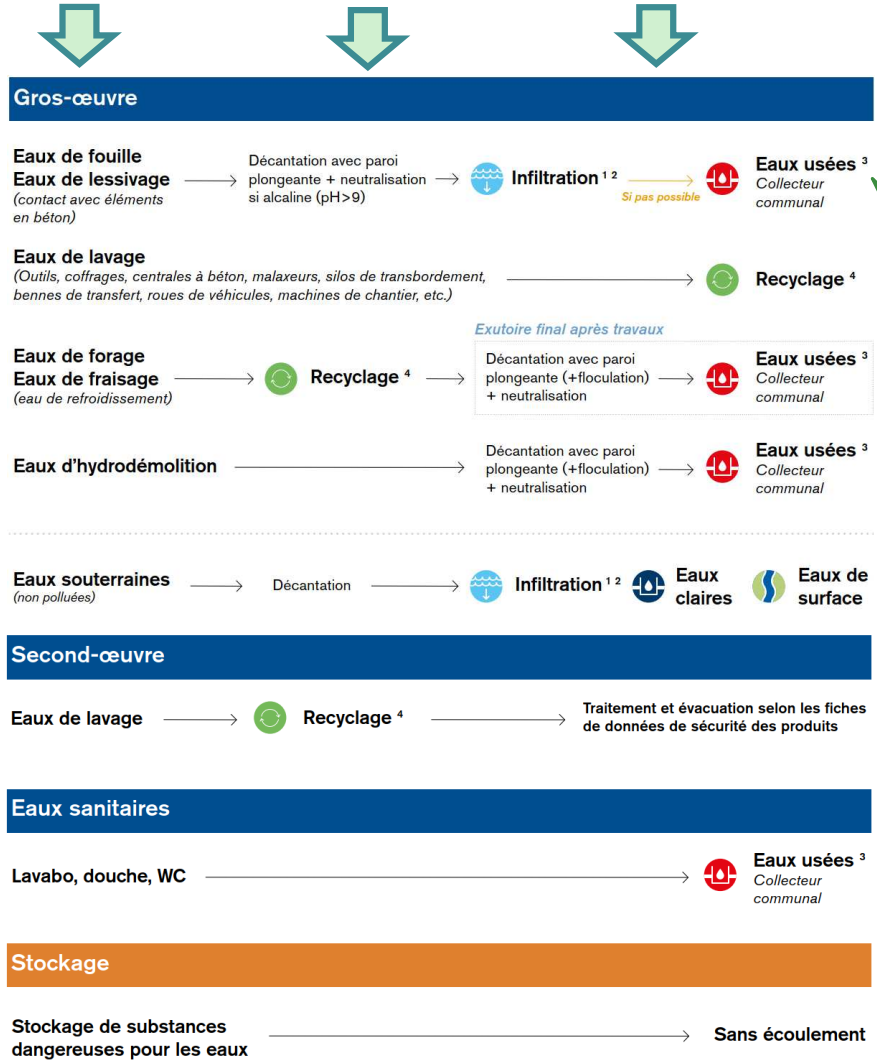 Gros-œuvre
Eaux de fouille
Eaux de lessivage
(contact avec éléments
en béton)
Décantation avec paroi
plongeante + neutralisation
si alcaline (pH>9)
Infiltration ¹ ²
Si pas possible
Eaux usées ³
Collecteur
communal
Eaux de lavage
(Outils, coffrages, centrales à béton, malaxeurs, silos de transbordement,
bennes de transfert, roues de véhicules, machines de chantier, etc.)
Recyclage ⁴
Eaux de forage
Eaux de fraisage
(eau de refroidissement)
Recyclage ⁴
Exutoire final après travaux
Décantation avec paroi
plongeante (+floculation)
+ neutralisation
Eaux usées ³
Collecteur
communal
Eaux d'hydrodémolition
Décantation avec paroi
plongeante (+floculation)
+ neutralisation
Eaux usées ³
Collecteur
communal
Eaux souterraines
(non polluées)
Décantation
Infiltration ¹ ²
Eaux
claires
Eaux de
surface
Second-œuvre
Eaux de lavage
Recyclage ⁴
Traitement et évacuation selon les fiches
de données de sécurité des produits
Eaux sanitaires
Lavabo, douche, WC
Eaux usées ³
Collecteur
communal
Stockage
Stockage de substances
dangereuses pour les eaux
Sans écoulement